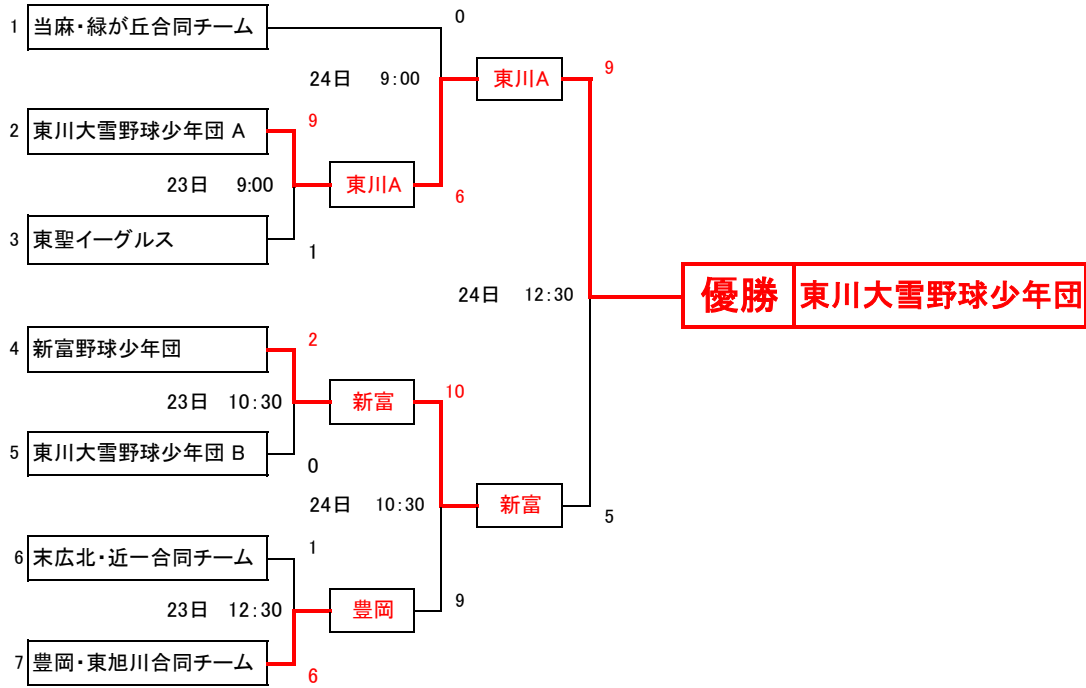 0
1 当麻・緑が丘合同チーム
24日 9:00 東川A 9
2 東川大雪野球少年団 A 9
23日 9:00 東川A 6
3 東聖イーグルス 1
24日 12:30
優勝 東川大雪野球少年団
4 新富野球少年団 2
23日 10:30 新富 10
5 東川大雪野球少年団 B 0
24日 10:30 新富 5
6 末広北・近一合同チーム 1
23日 12:30 豊岡 9
7 豊岡・東旭川合同チーム 6